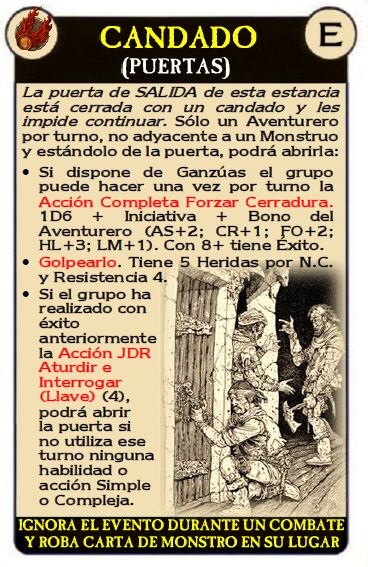 CANDADO
E
(PUERTAS)
La puerta de SALIDA de esta estancia
está cerrada con un candado y les
impide continuar. Sólo un Aventurero
por turno, no adyacente a un Monstruo
y estándolo de la puerta, podrá abrirla:
• Si dispone de Ganzúas el grupo
puede hacer una vez por turno la
Acción Completa Forzar Cerradura.
1D6 + Iniciativa + Bono del
Aventurero (AS+2; CR+1; FO+2;
HL+3; LM+1). Con 8+ tiene Éxito.
• Golpearlo. Tiene 5 Heridas por N.C.
y Resistencia 4.
• Si el grupo ha
realizado con
éxito
anteriormente
la Acción JDR
Aturdir e
Interrogar
(Llave) (4),
podrá abrir
la puerta si
no utiliza ese
turno ninguna
habilidad o
acción Simple
o Compleja.
IGNORA EL EVENTO DURANTE UN COMBATE
Y ROBA CARTA DE MONSTRO EN SU LUGAR